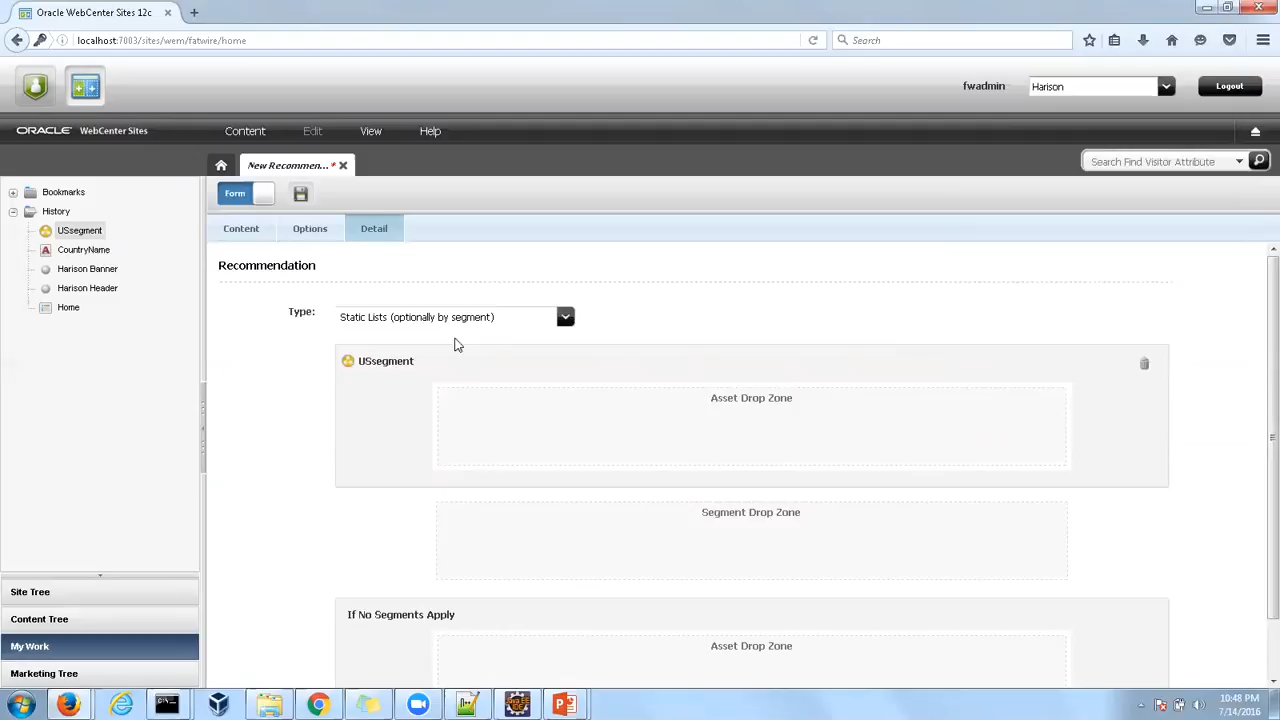 Oracle WebCenter Sites 12c
localhost:7003/sites/wem/fatwire/home
Search
fwadmin
Harison
Logout
ORACLE WebCenter Sites
Content
Edit
View
Help
New Recommen... *
Search Find Visitor Attribute
Bookmarks
History
USsegment
CountryName
Harison Banner
Harison Header
Home
Form
Content
Options
Detail
Recommendation
Type:
Static Lists (optionally by segment)
USsegment
Asset Drop Zone
Segment Drop Zone
If No Segments Apply
Asset Drop Zone
Site Tree
Content Tree
My Work
Marketing Tree
10:48 PM
7/14/2016